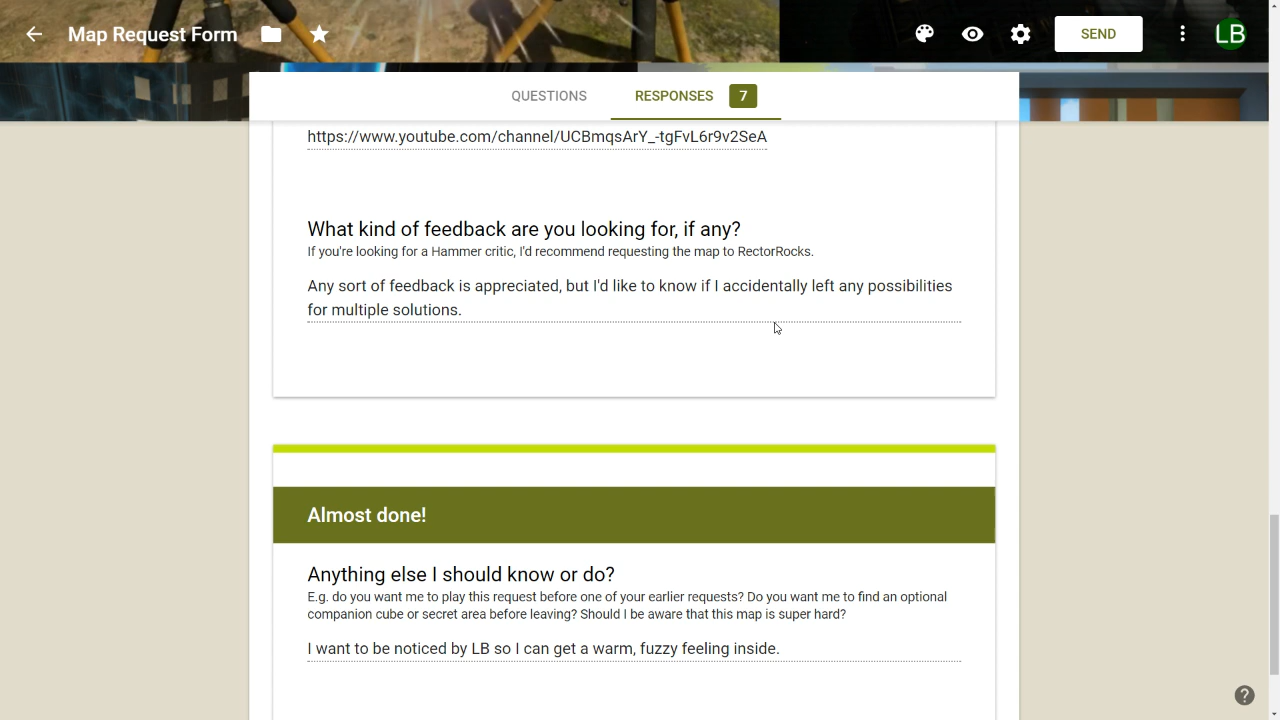 Map Request Form
SEND
LB
QUESTIONS
RESPONSES 7
https://www.youtube.com/channel/UCBmqsArY_-tgFvL6r9v2SeA
What kind of feedback are you looking for, if any?
If you're looking for a Hammer critic, I'd recommend requesting the map to RectorRocks.
Any sort of feedback is appreciated, but I'd like to know if I accidentally left any possibilities
for multiple solutions.
Almost done!
Anything else I should know or do?
E.g. do you want me to play this request before one of your earlier requests? Do you want me to find an optional
companion cube or secret area before leaving? Should I be aware that this map is super hard?
I want to be noticed by LB so I can get a warm, fuzzy feeling inside.